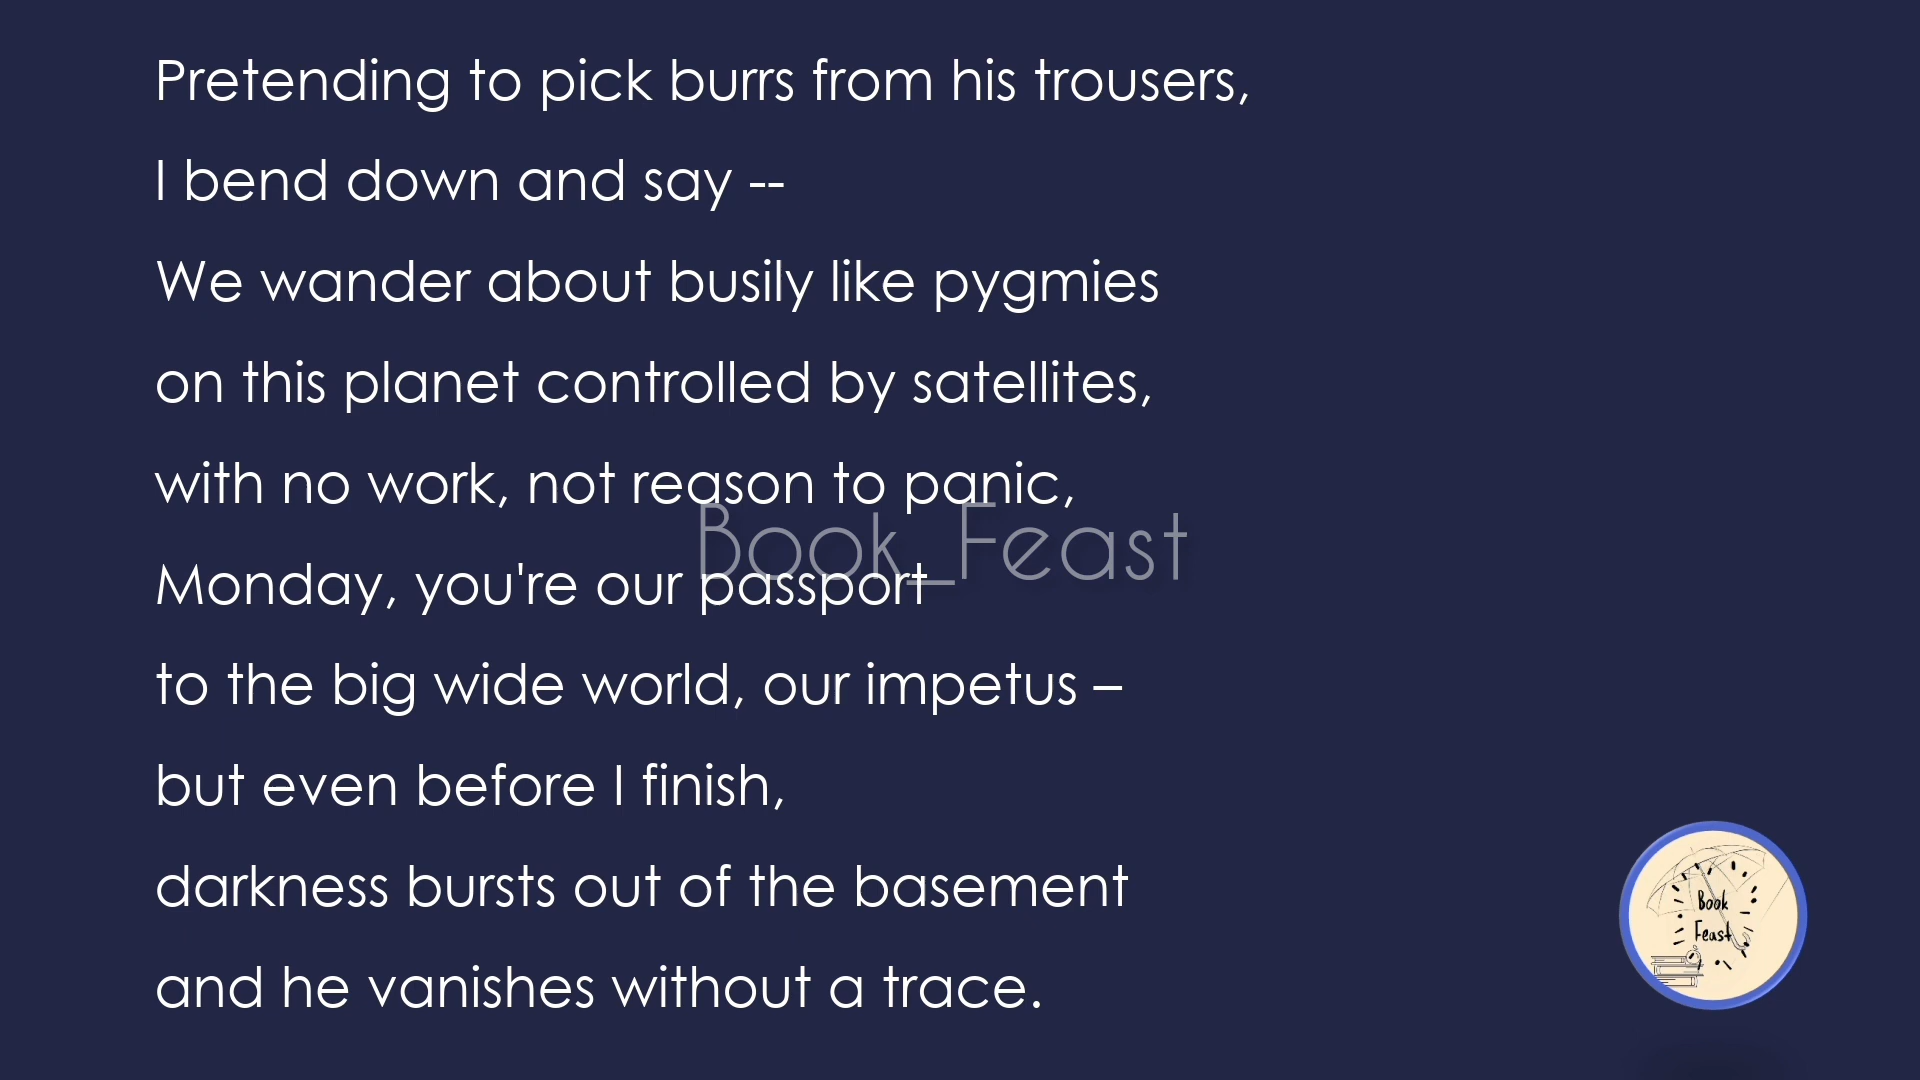 Pretending to pick burrs from his trousers,
I bend down and say --
We wander about busily like pygmies
on this planet controlled by satellites,
with no work, not reason to panic,
Book_Feast
Monday, you're our passport
to the big wide world, our impetus –
but even before I finish,
darkness bursts out of the basement
Book
Feast
and he vanishes without a trace.